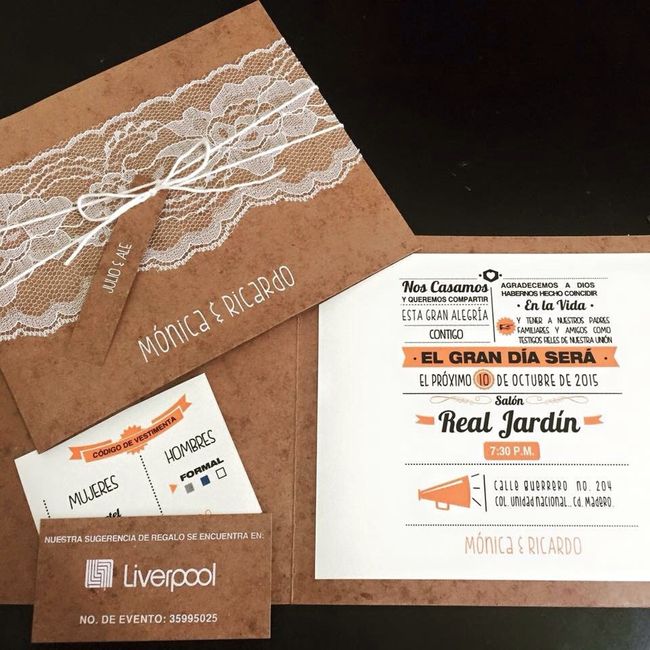 JULIO & ALE
MÓNICA & RICARDO
Nos Casamos
Y QUEREMOS COMPARTIR
ESTA GRAN ALEGRÍA
CONTIGO
AGRADECEMOS A DIOS
HABERNOS HECHO COINCIDIR
· En la Vida ·
Y TENER A NUESTROS PADRES
FAMILIARES Y AMIGOS COMO
TESTIGOS FIELES DE NUESTRA UNIÓN
· EL GRAN DÍA SERÁ ·
EL PRÓXIMO 10 DE OCTUBRE DE 2015
Salón
Real Jardín
7:30 P.M.
CALLE GUERRERO NO. 204
COL. UNIDAD NACIONAL., CD. MADERO.
MÓNICA & RICARDO
CÓDIGO DE VESTIMENTA
MUJERES
HOMBRES
FORMAL
NUESTRA SUGERENCIA DE REGALO SE ENCUENTRA EN:
Liverpool
NO. DE EVENTO: 35995025